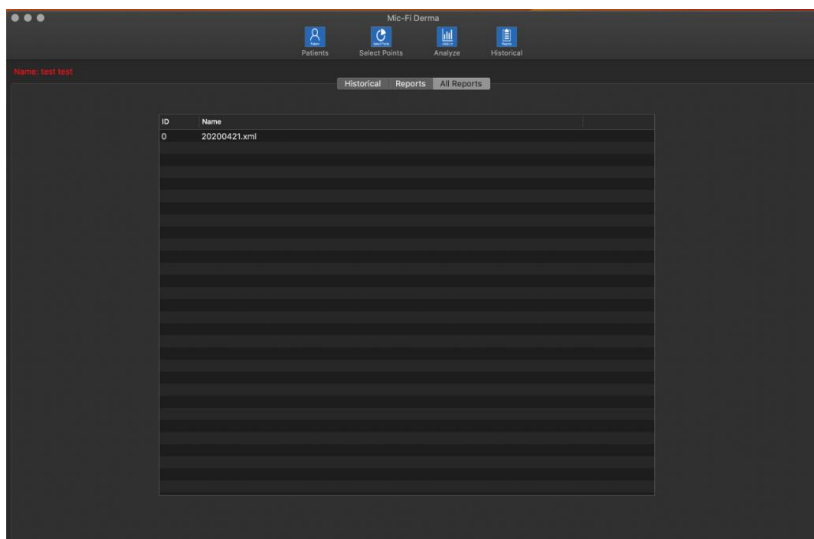 Mic-Fi Derma
Patients Select Points Analyze Historical
Name: test test
Historical Reports All Reports
ID Name
0 20200421.xml